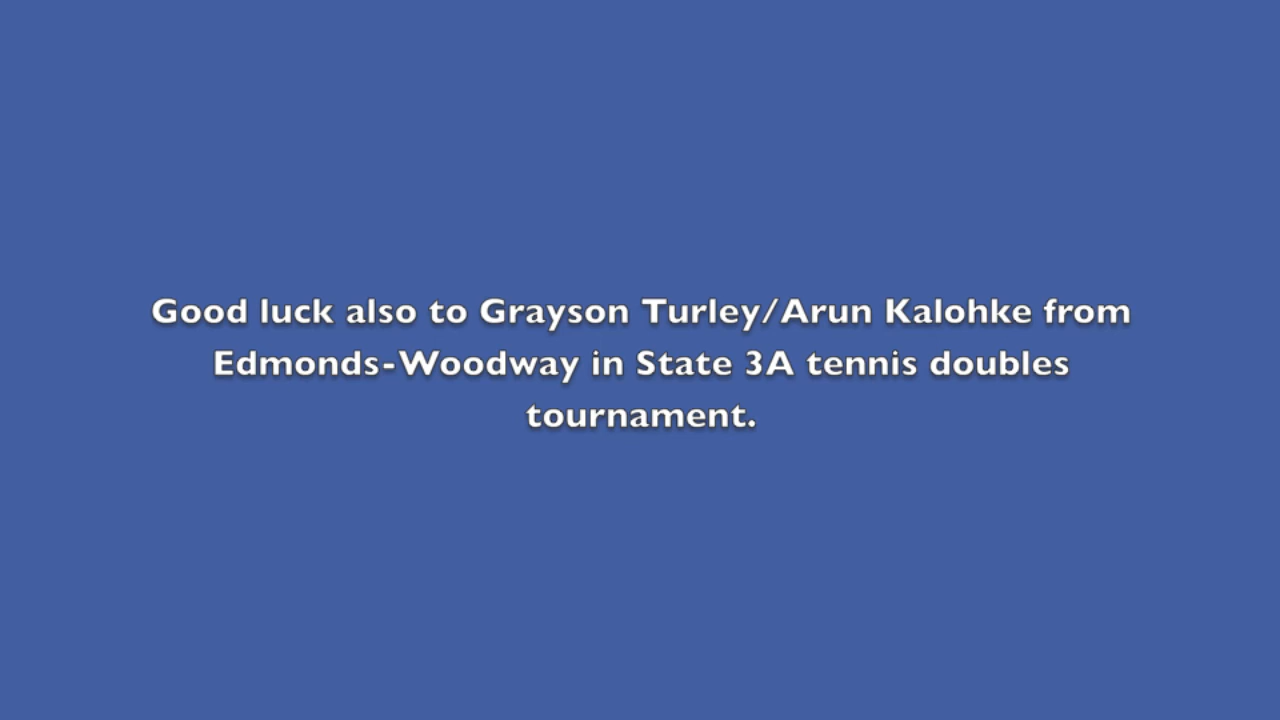 Good luck also to Grayson Turley/Arun Kalohke from
Edmonds-Woodway in State 3A tennis doubles
tournament.